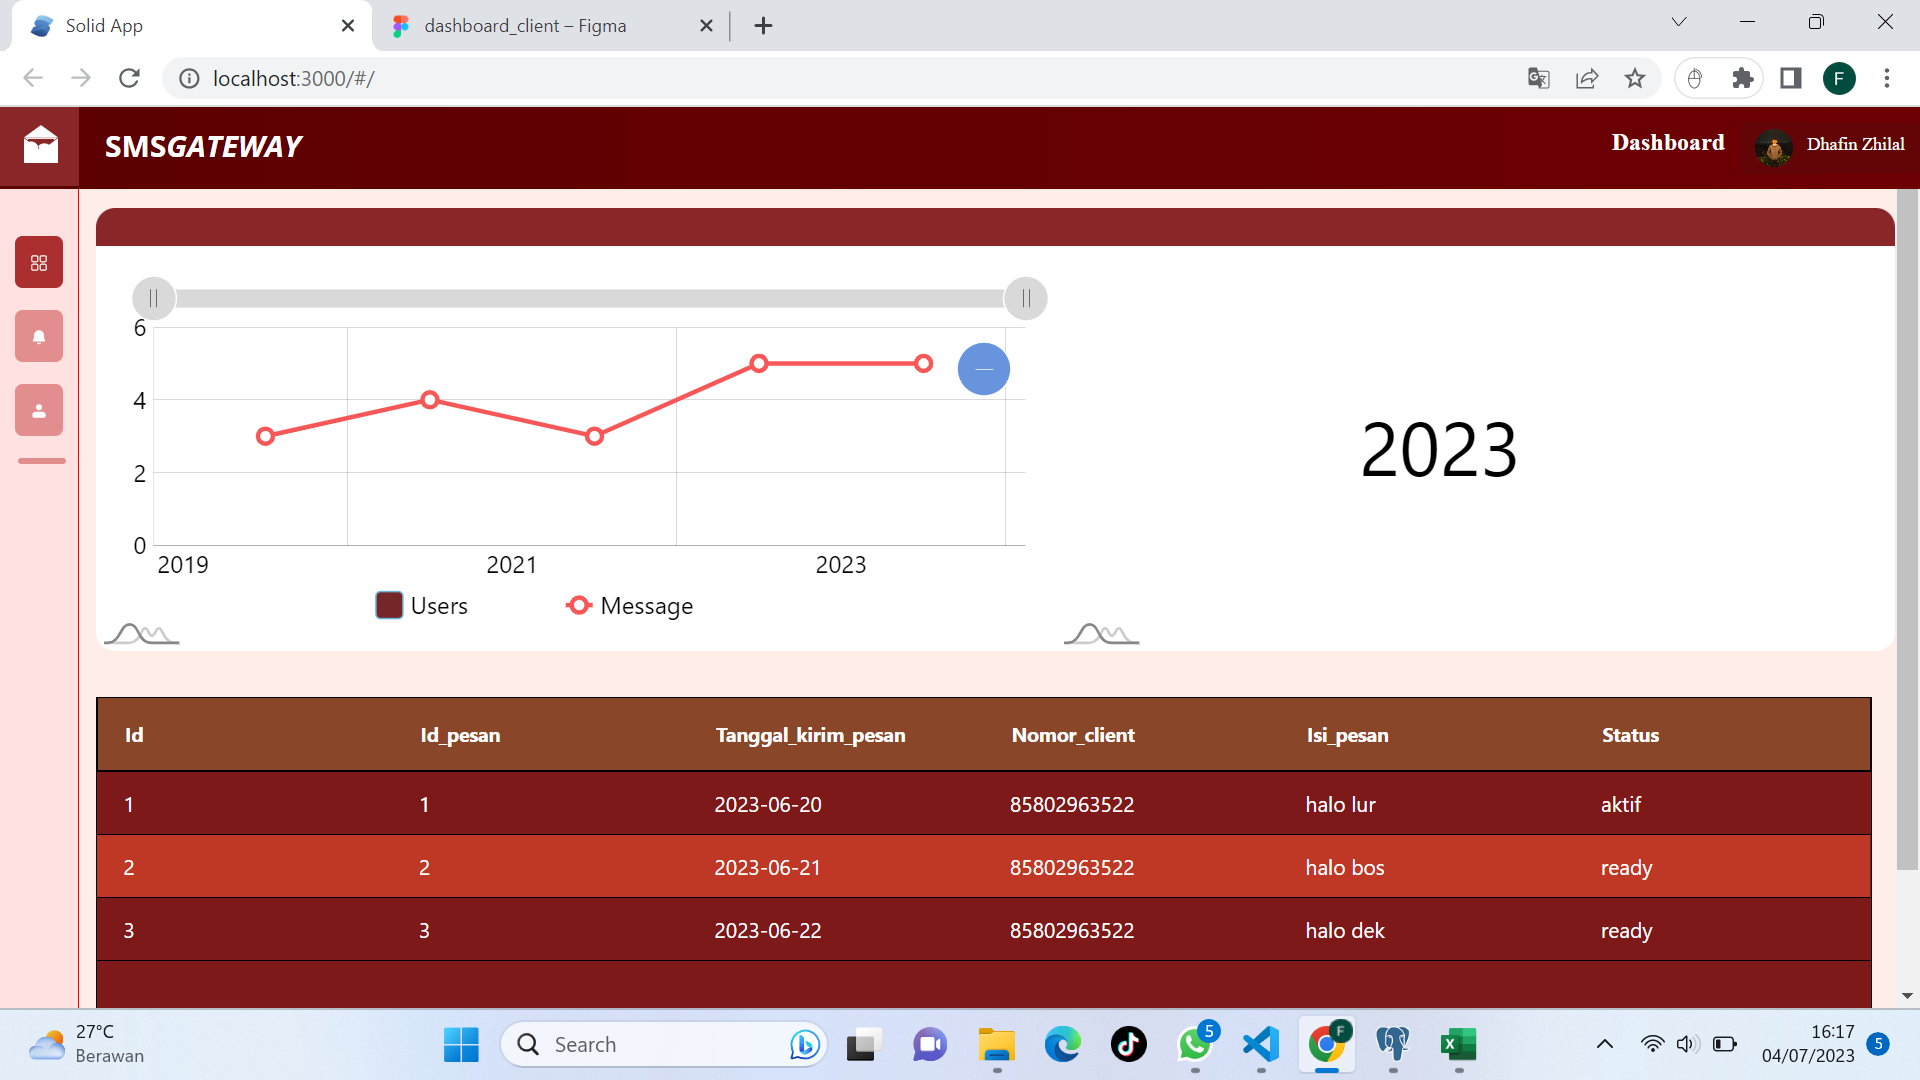 Solid App
dashboard_client – Figma
localhost:3000/#/
F
SMSGATEWAY
Dashboard
Dhafin Zhilal
6
4
2
0
2019 2021 2023
Users Message
2023
Id Id_pesan Tanggal_kirim_pesan Nomor_client Isi_pesan Status
1 1 2023-06-20 85802963522 halo lur aktif
2 2 2023-06-21 85802963522 halo bos ready
3 3 2023-06-22 85802963522 halo dek ready
27°C
Berawan
Search
5
F
16:17
04/07/2023
5